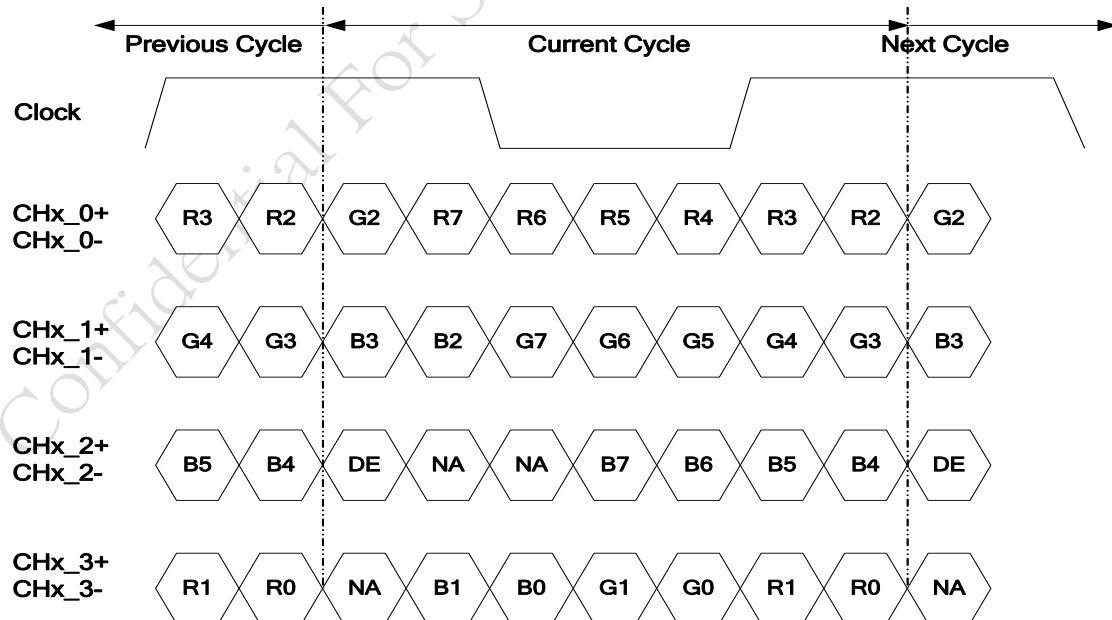 Previous Cycle Current Cycle Next Cycle
Clock
CHx_0+
CHx_0-
R3 R2 G2 R7 R6 R5 R4 R3 R2 G2
CHx_1+
CHx_1-
G4 G3 B3 B2 G7 G6 G5 G4 G3 B3
CHx_2+
CHx_2-
B5 B4 DE NA NA B7 B6 B5 B4 DE
CHx_3+
CHx_3-
R1 R0 NA B1 B0 G1 G0 R1 R0 NA
Confidential For S